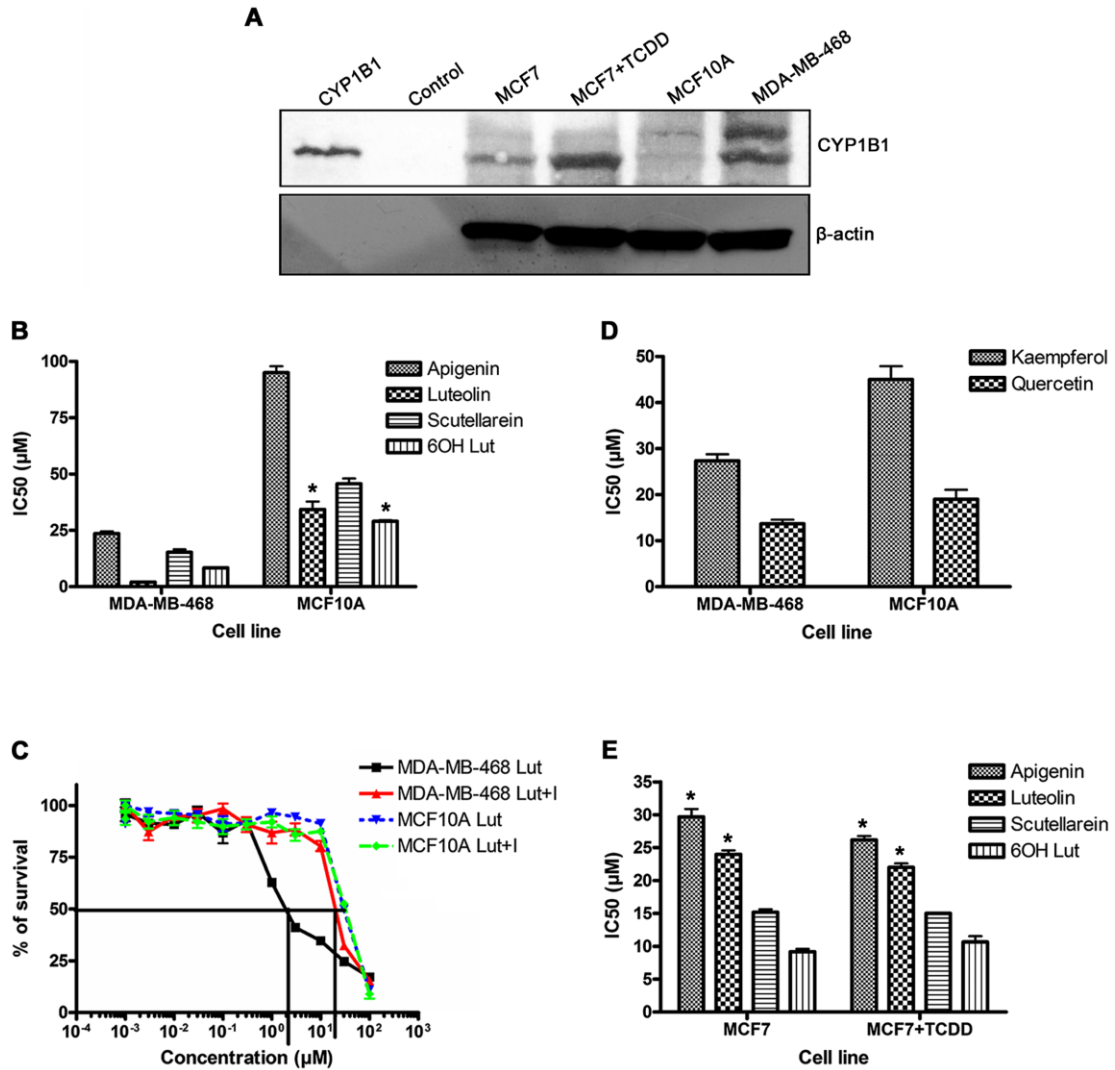 A
CYP1B1
Control
MCF7
MCF7+TCDD
MCF10A
MDA-MB-468
CYP1B1
β-actin
B
100
75
50
25
0
IC50 (μM)
Apigenin
Luteolin
Scutellarein
6OH Lut
*
*
MDA-MB-468
MCF10A
Cell line
D
50
40
30
20
10
0
IC50 (μM)
Kaempferol
Quercetin
MDA-MB-468
MCF10A
Cell line
C
100
75
50
25
0
% of survival
MDA-MB-468 Lut
MDA-MB-468 Lut+I
MCF10A Lut
MCF10A Lut+I
10⁻⁴ 10⁻³ 10⁻² 10⁻¹ 10⁰ 10¹ 10² 10³
Concentration (μM)
E
35
30
25
20
15
10
5
0
IC50 (μM)
Apigenin
Luteolin
Scutellarein
6OH Lut
*
*
*
*
MCF7
MCF7+TCDD
Cell line